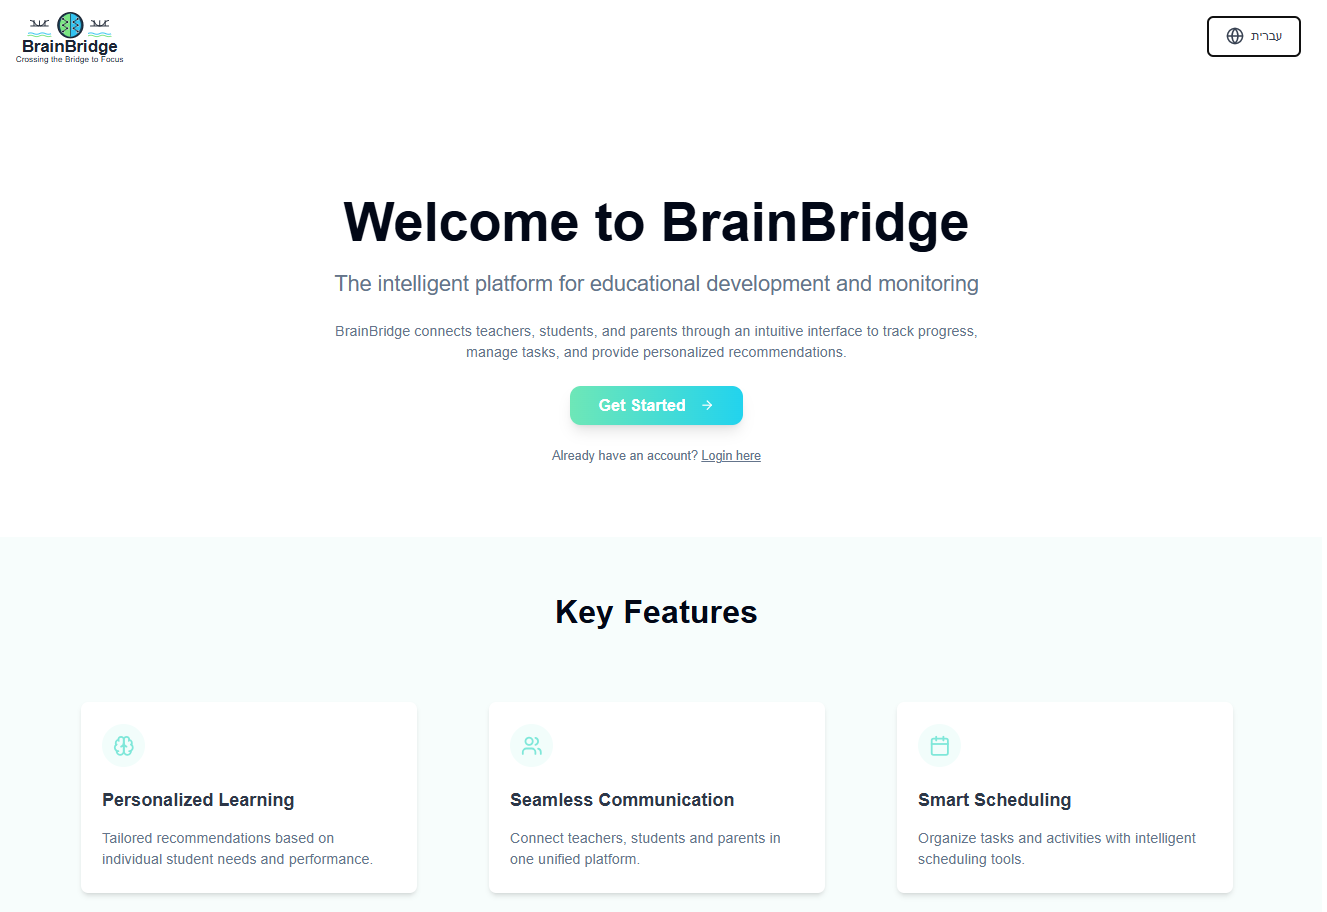 BrainBridge
Crossing the Bridge to Focus
עברית
Welcome to BrainBridge
The intelligent platform for educational development and monitoring
BrainBridge connects teachers, students, and parents through an intuitive interface to track progress,
manage tasks, and provide personalized recommendations.
Get Started
Already have an account? Login here
Key Features
Personalized Learning
Tailored recommendations based on
individual student needs and performance.
Seamless Communication
Connect teachers, students and parents in
one unified platform.
Smart Scheduling
Organize tasks and activities with intelligent
scheduling tools.